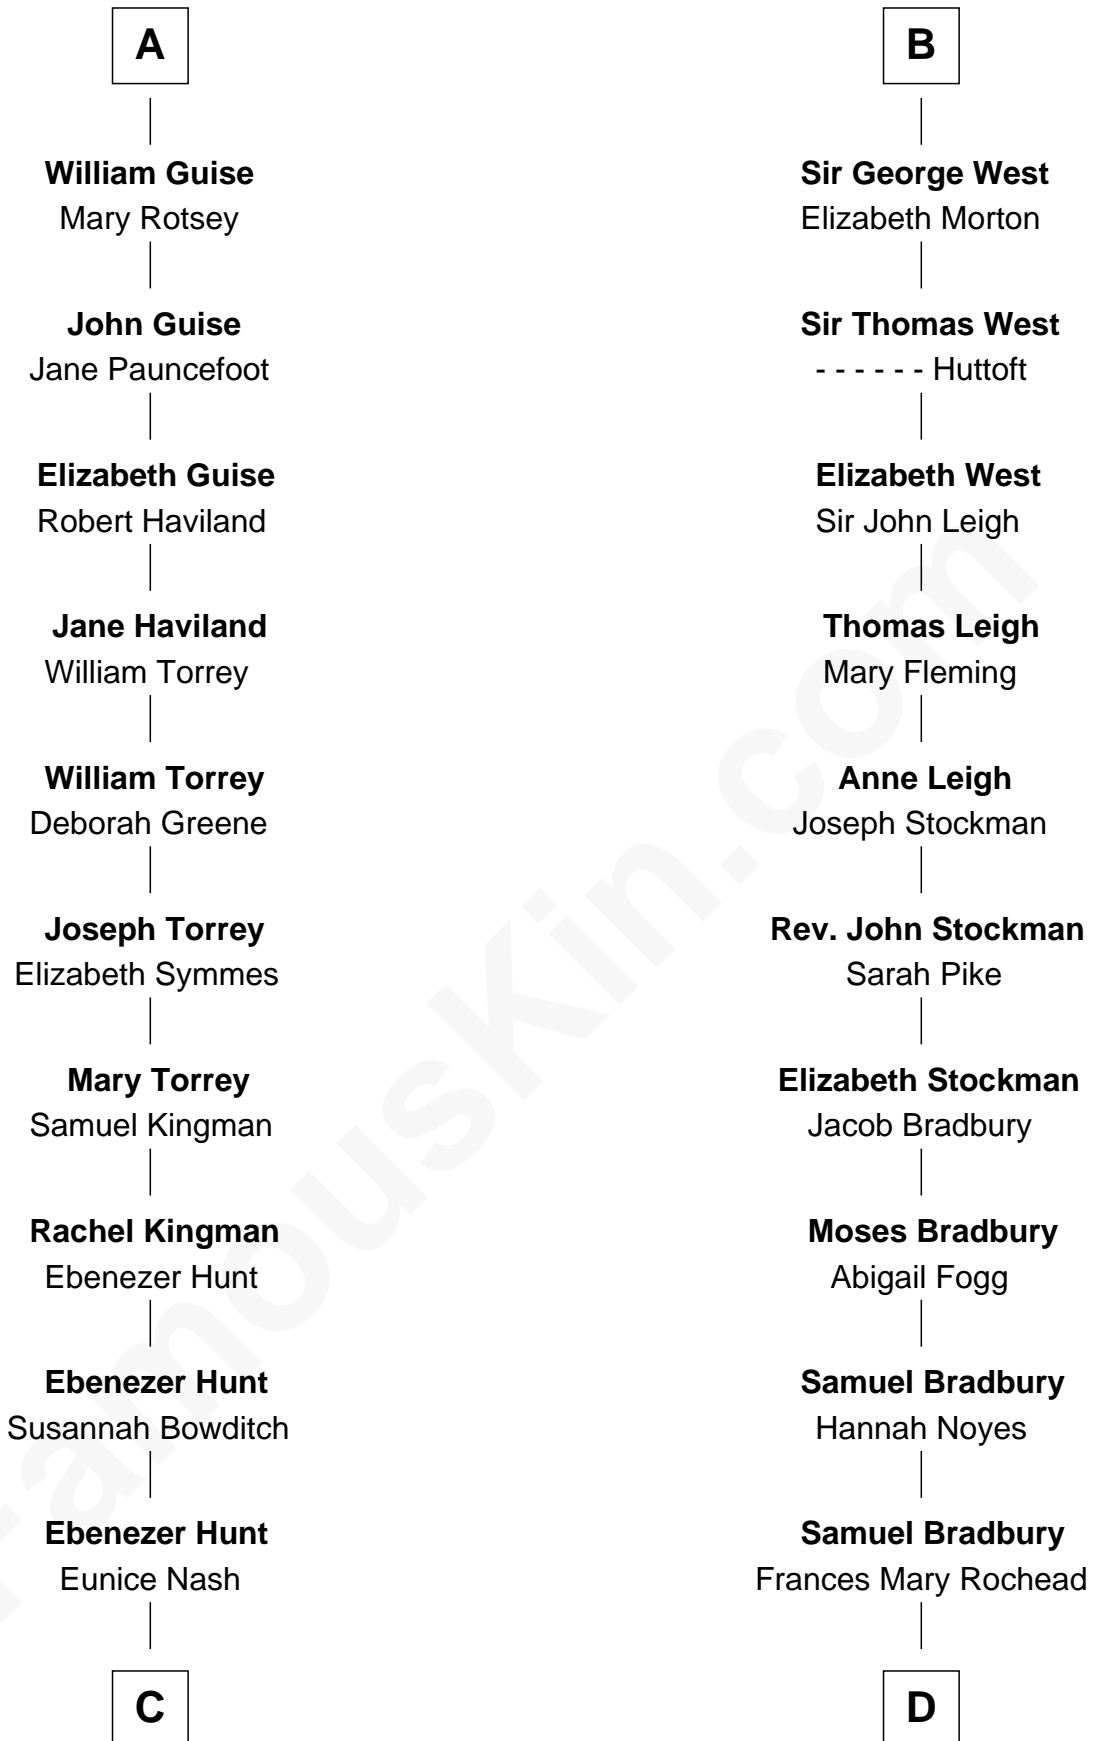 A
William Guise
Mary Rotsey
John Guise
Jane Pauncefoot
Elizabeth Guise
Robert Haviland
Jane Haviland
William Torrey
William Torrey
Deborah Greene
Joseph Torrey
Elizabeth Symmes
Mary Torrey
Samuel Kingman
Rachel Kingman
Ebenezer Hunt
Ebenezer Hunt
Susannah Bowditch
Ebenezer Hunt
Eunice Nash
C
B
Sir George West
Elizabeth Morton
Sir Thomas West
- - - - - - Huttoft
Elizabeth West
Sir John Leigh
Thomas Leigh
Mary Fleming
Anne Leigh
Joseph Stockman
Rev. John Stockman
Sarah Pike
Elizabeth Stockman
Jacob Bradbury
Moses Bradbury
Abigail Fogg
Samuel Bradbury
Hannah Noyes
Samuel Bradbury
Frances Mary Rochead
D
FamousKin.com